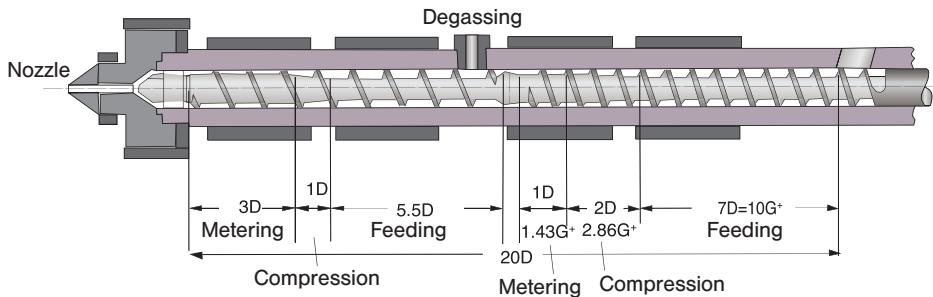 Degassing
Nozzle
1D
1D
3D
5.5D
2D
7D=10G⁺
Metering
Feeding
1.43G⁺
2.86G⁺
Feeding
20D
Compression
Metering
Compression